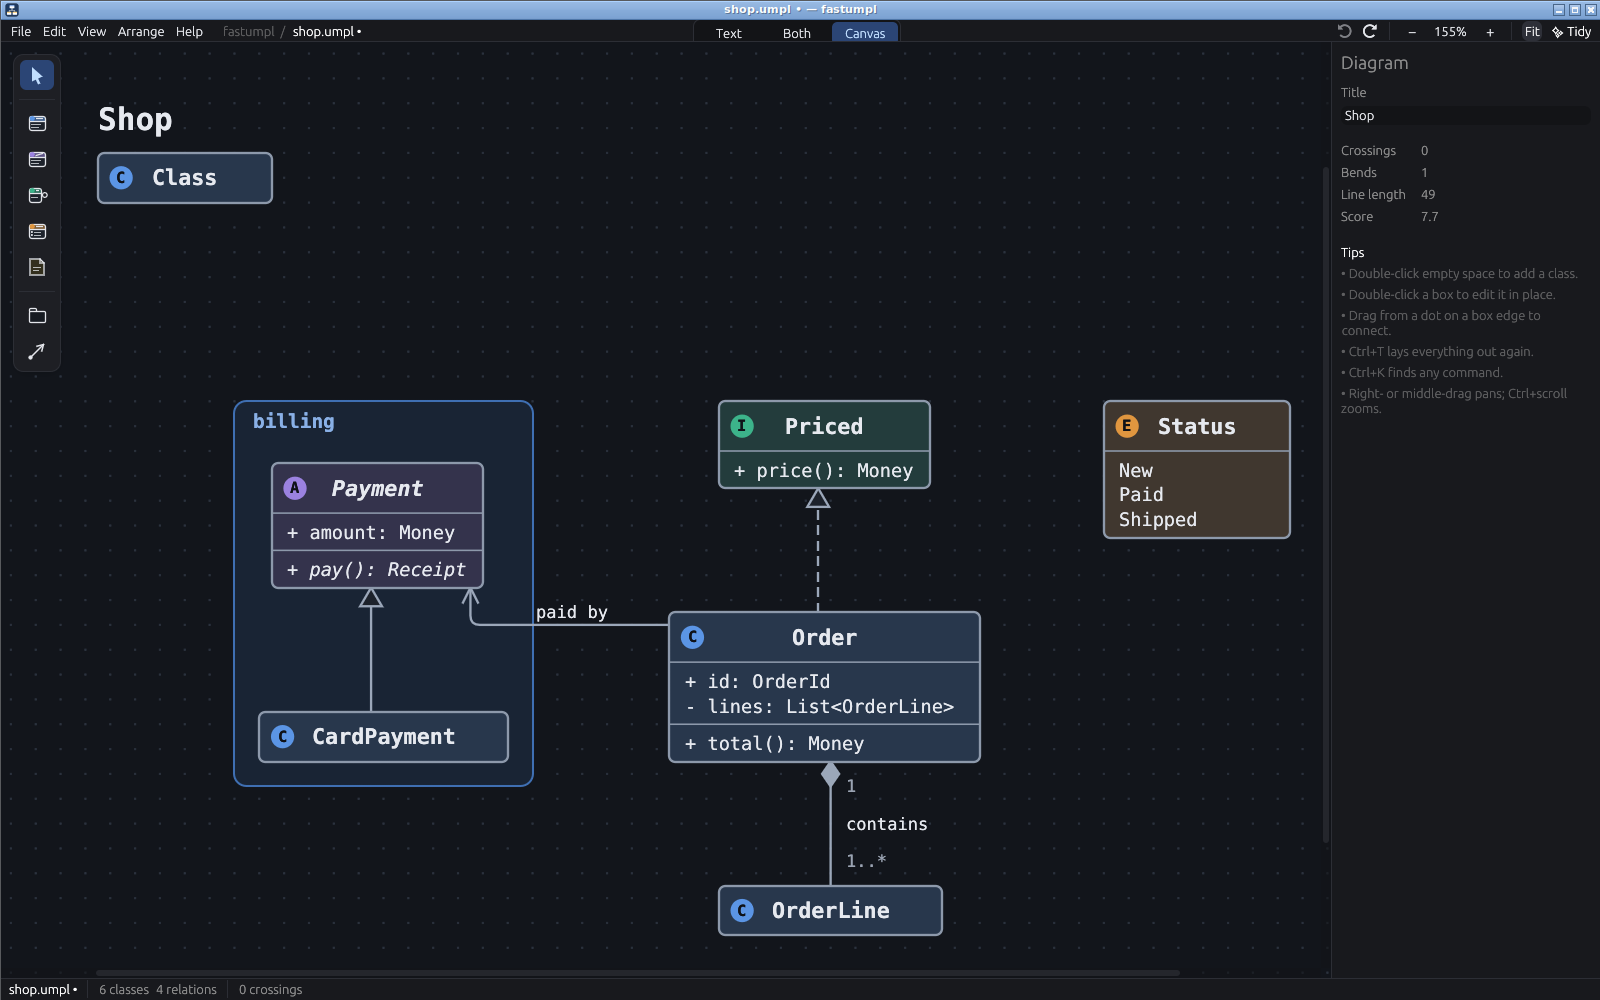 shop.umpl • — fastumpl
File Edit View Arrange Help fastumpl / shop.umpl •
Text Both Canvas
− 155% + Fit Tidy
Shop
C Class
billing
A Payment
+ amount: Money
+ pay(): Receipt
C CardPayment
paid by
I Priced
+ price(): Money
E Status
New
Paid
Shipped
C Order
+ id: OrderId
- lines: List<OrderLine>
+ total(): Money
1
contains
1..*
C OrderLine
Diagram
Title
Shop
Crossings 0
Bends 1
Line length 49
Score 7.7
Tips
• Double-click empty space to add a class.
• Double-click a box to edit it in place.
• Drag from a dot on a box edge to
connect.
• Ctrl+T lays everything out again.
• Ctrl+K finds any command.
• Right- or middle-drag pans; Ctrl+scroll
zooms.
shop.umpl • 6 classes 4 relations 0 crossings